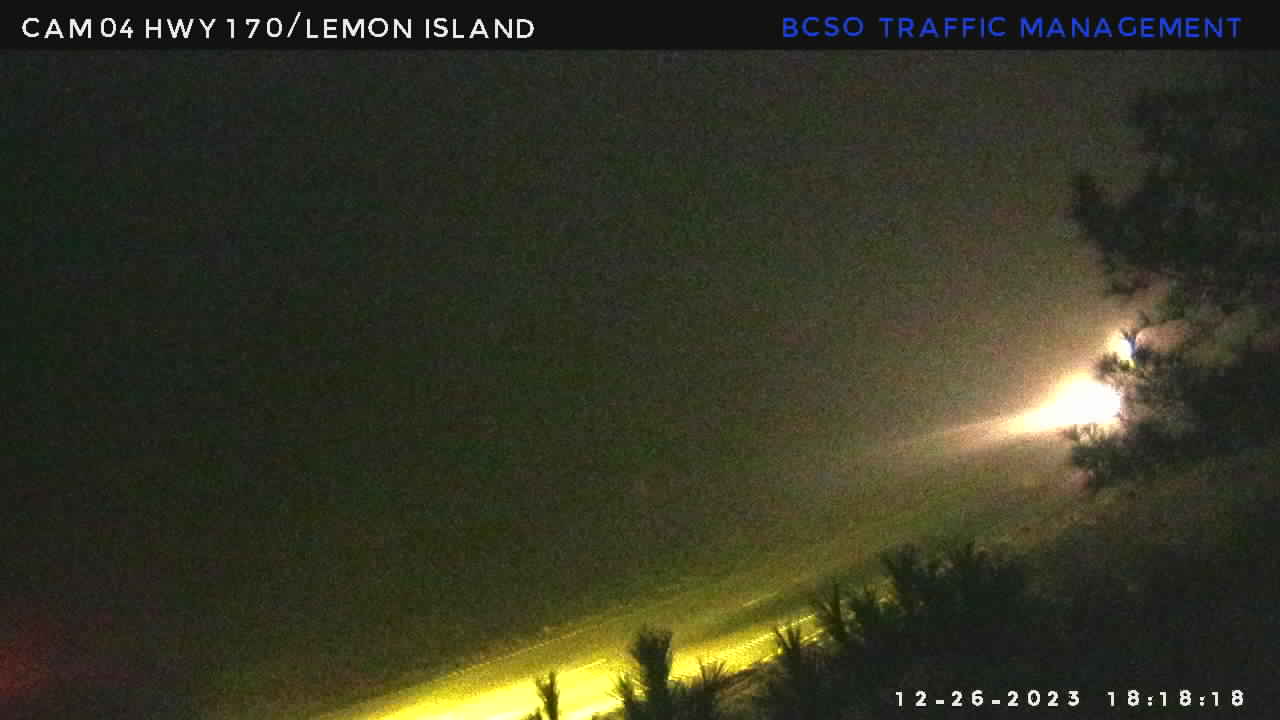 CAM04 HWY 170/LEMON ISLAND
BCSO TRAFFIC MANAGEMENT
12-26-2023 18:18:18